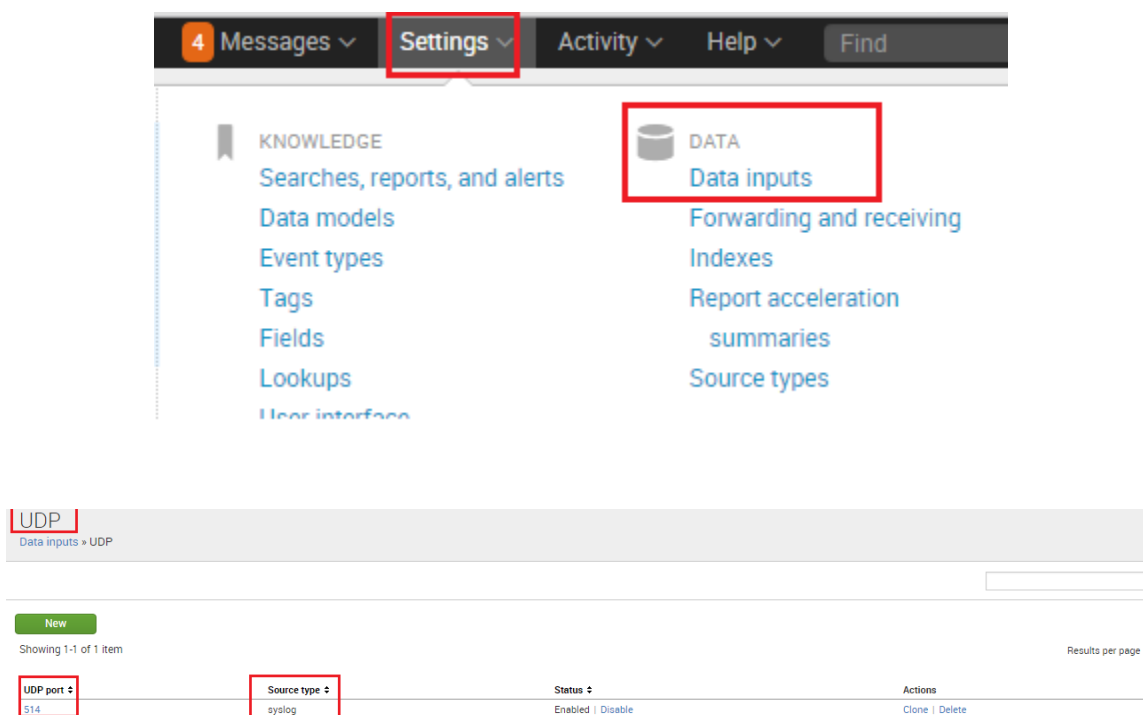 4 Messages Settings Activity Help Find
KNOWLEDGE
Searches, reports, and alerts
Data models
Event types
Tags
Fields
Lookups
User interface
DATA
Data inputs
Forwarding and receiving
Indexes
Report acceleration
summaries
Source types
UDP
Data inputs » UDP
New
Showing 1-1 of 1 item
Results per page
UDP port Source type Status Actions
514 syslog Enabled | Disable Clone | Delete